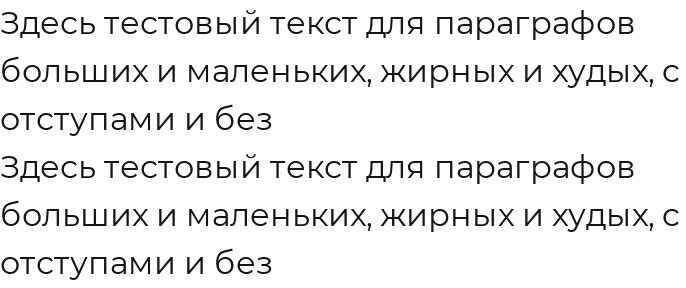 Здесь тестовый текст для параграфов
больших и маленьких, жирных и худых, с
отступами и без
Здесь тестовый текст для параграфов
больших и маленьких, жирных и худых, с
отступами и без